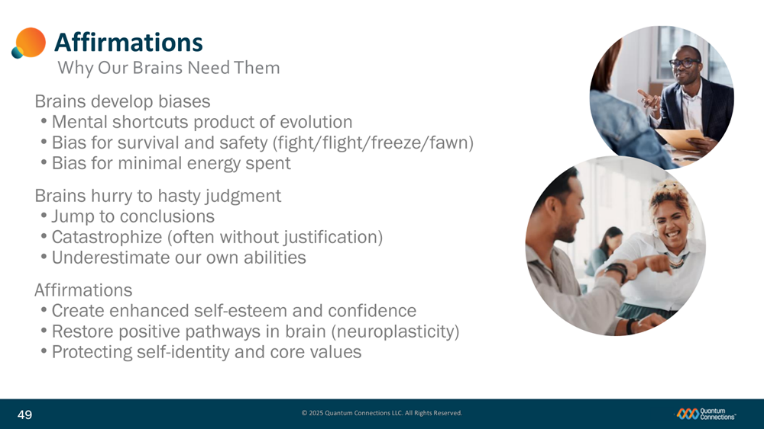 Affirmations
Why Our Brains Need Them
Brains develop biases
• Mental shortcuts product of evolution
• Bias for survival and safety (fight/flight/freeze/fawn)
• Bias for minimal energy spent
Brains hurry to hasty judgment
• Jump to conclusions
• Catastrophize (often without justification)
• Underestimate our own abilities
Affirmations
• Create enhanced self-esteem and confidence
• Restore positive pathways in brain (neuroplasticity)
• Protecting self-identity and core values
49
© 2025 Quantum Connections LLC. All Rights Reserved.
Quantum
Connections